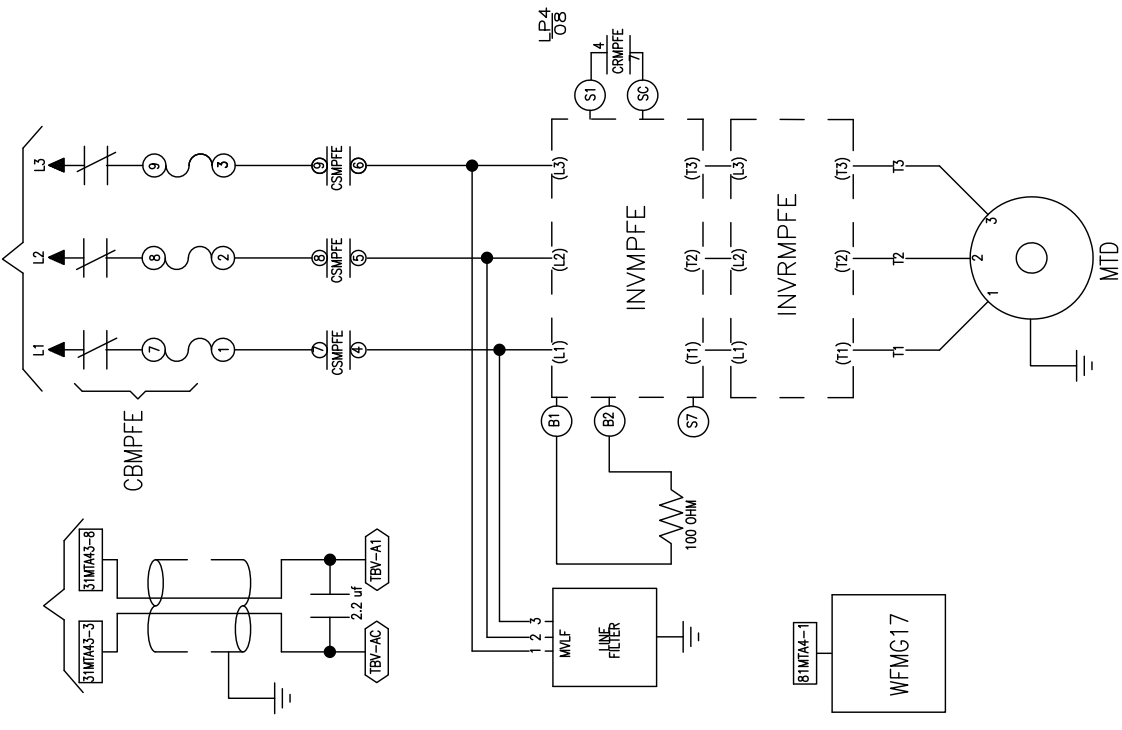 LP4
08
4
CRMPFE
7
S1
SC
L3
9
3
9
CSMPFE
6
(L3)
(T3)
(L3)
(T3)
T3
3
L2
8
2
8
CSMPFE
5
(L2)
INVMPFE
(T2)
(L2)
INVRMPFE
(T2)
T2
2
MTD
L1
7
1
7
CSMPFE
4
(L1)
(T1)
(L1)
(T1)
T1
1
CBMPFE
B1
B2
S7
100 OHM
31MTA43-8
31MTA43-3
2.2 uf
TBV-A1
TBV-AC
1 2 3
MVLF
LINE
FILTER
81MTA4-1
WFMG17